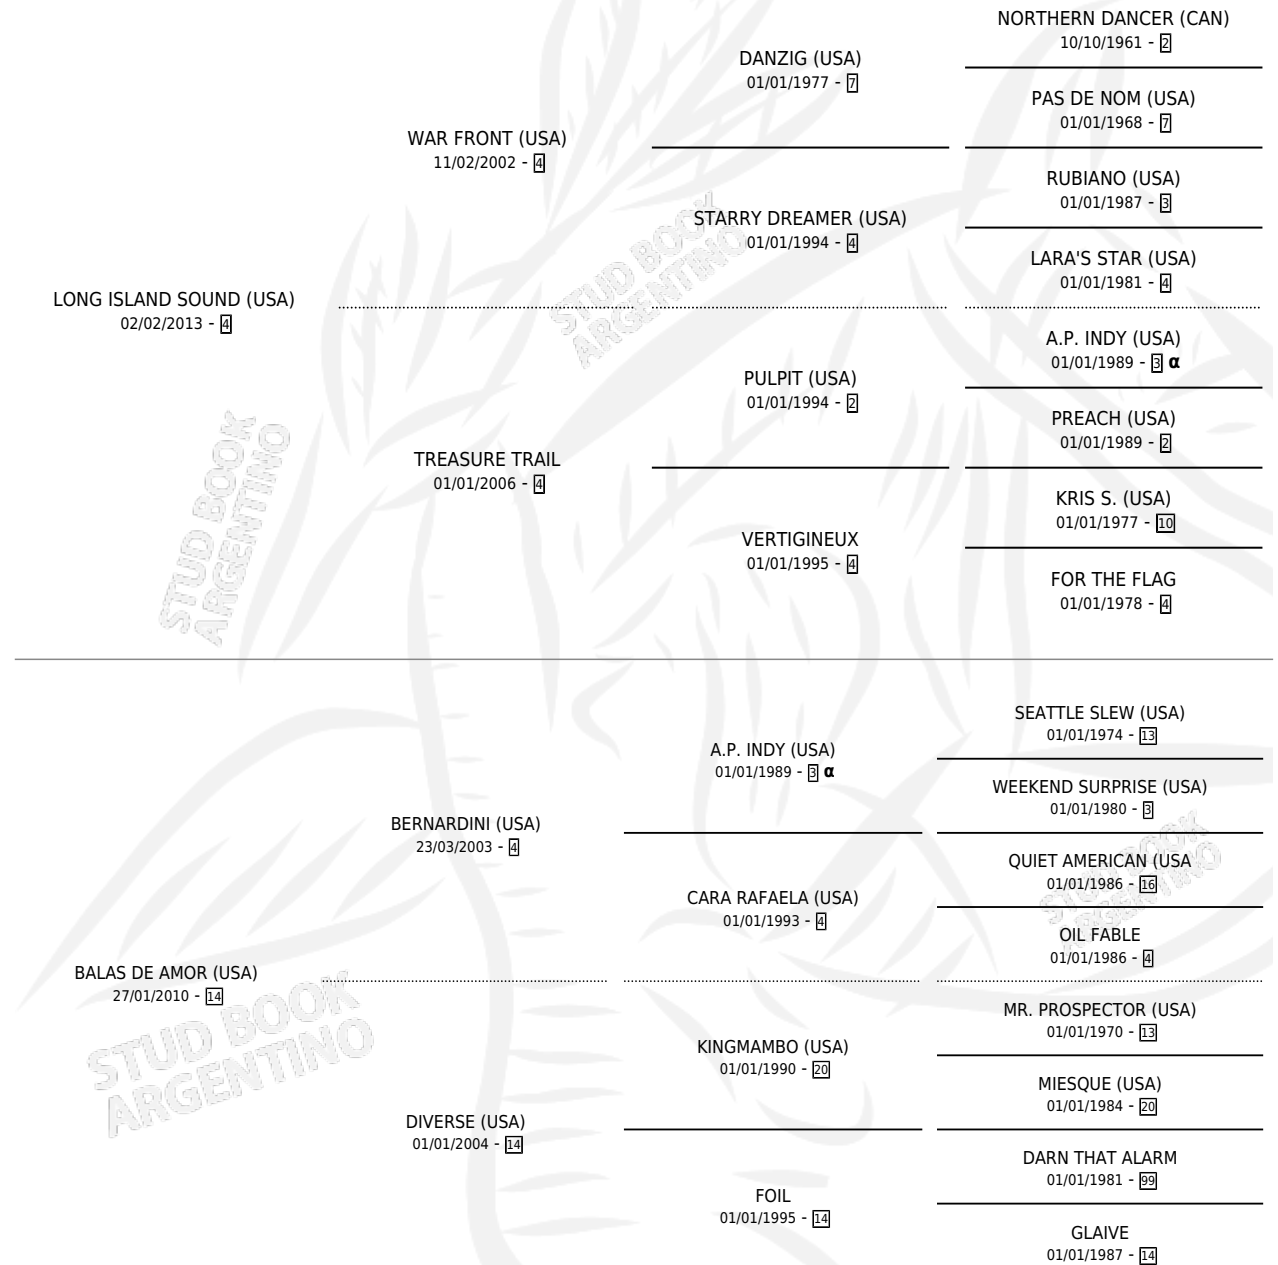 NORTHERN DANCER (CAN)
10/10/1961 - 2
DANZIG (USA)
01/01/1977 - 7
PAS DE NOM (USA)
01/01/1968 - 7
WAR FRONT (USA)
11/02/2002 - 4
RUBIANO (USA)
01/01/1987 - 3
STARRY DREAMER (USA)
01/01/1994 - 4
LARA'S STAR (USA)
01/01/1981 - 4
LONG ISLAND SOUND (USA)
02/02/2013 - 4
A.P. INDY (USA)
01/01/1989 - 3 α
PULPIT (USA)
01/01/1994 - 2
PREACH (USA)
01/01/1989 - 2
TREASURE TRAIL
01/01/2006 - 4
KRIS S. (USA)
01/01/1977 - 10
VERTIGINEUX
01/01/1995 - 4
FOR THE FLAG
01/01/1978 - 4
SEATTLE SLEW (USA)
01/01/1974 - 13
A.P. INDY (USA)
01/01/1989 - 3 α
WEEKEND SURPRISE (USA)
01/01/1980 - 3
BERNARDINI (USA)
23/03/2003 - 4
QUIET AMERICAN (USA
01/01/1986 - 16
CARA RAFAELA (USA)
01/01/1993 - 4
OIL FABLE
01/01/1986 - 4
BALAS DE AMOR (USA)
27/01/2010 - 14
MR. PROSPECTOR (USA)
01/01/1970 - 13
KINGMAMBO (USA)
01/01/1990 - 20
MIESQUE (USA)
01/01/1984 - 20
DIVERSE (USA)
01/01/2004 - 14
DARN THAT ALARM
01/01/1981 - 99
FOIL
01/01/1995 - 14
GLAIVE
01/01/1987 - 14
STUD BOOK
ARGENTINO
STUD BOOK
ARGENTINO
STUD BOOK
ARGENTINO
STUD BOOK
ARGENTINO